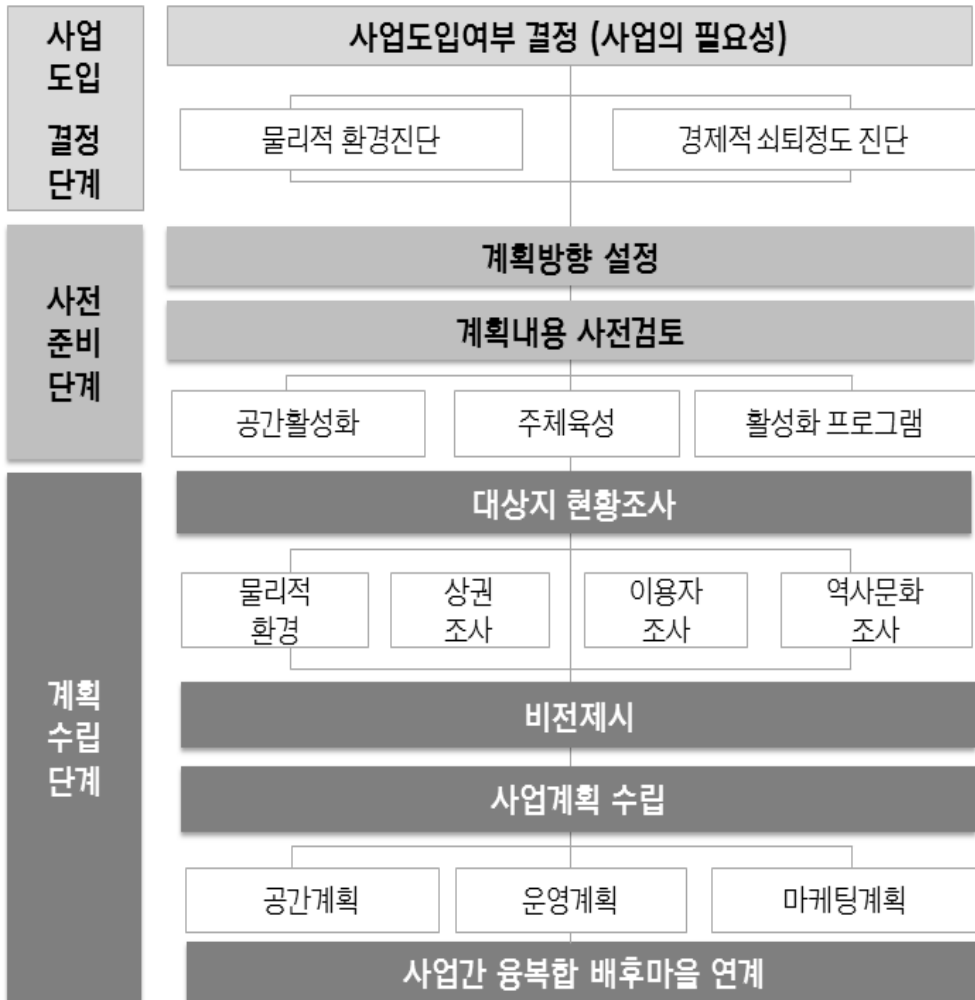 사업
도입
결정
단계
사업도입여부 결정 (사업의 필요성)
물리적 환경진단
경제적 쇠퇴정도 진단
사전
준비
단계
계획방향 설정
계획내용 사전검토
공간활성화
주체육성
활성화 프로그램
계획
수립
단계
대상지 현황조사
물리적
환경
상권
조사
이용자
조사
역사문화
조사
비전제시
사업계획 수립
공간계획
운영계획
마케팅계획
사업간 융복합 배후마을 연계